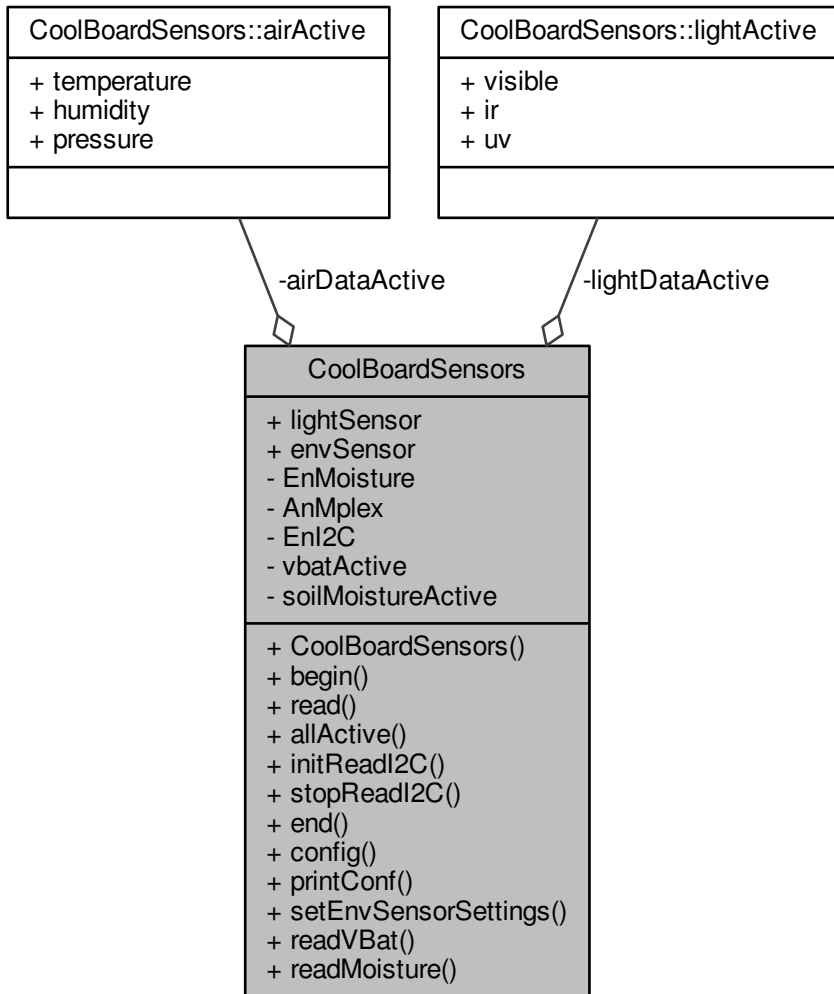 CoolBoardSensors::airActive
+ temperature
+ humidity
+ pressure
CoolBoardSensors::lightActive
+ visible
+ ir
+ uv
-airDataActive
-lightDataActive
CoolBoardSensors
+ lightSensor
+ envSensor
- EnMoisture
- AnMplex
- EnI2C
- vbatActive
- soilMoistureActive
+ CoolBoardSensors()
+ begin()
+ read()
+ allActive()
+ initReadI2C()
+ stopReadI2C()
+ end()
+ config()
+ printConf()
+ setEnvSensorSettings()
+ readVBat()
+ readMoisture()